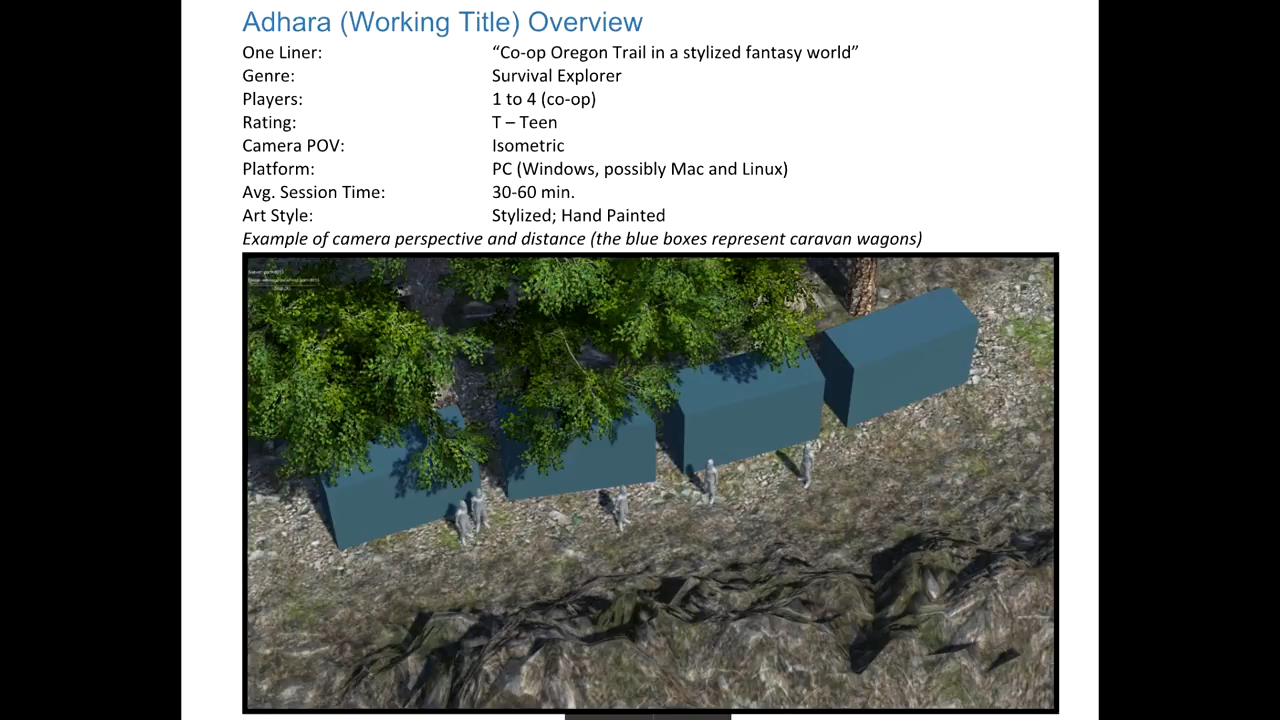 Adhara (Working Title) Overview
One Liner: “Co-op Oregon Trail in a stylized fantasy world”
Genre: Survival Explorer
Players: 1 to 4 (co-op)
Rating: T – Teen
Camera POV: Isometric
Platform: PC (Windows, possibly Mac and Linux)
Avg. Session Time: 30-60 min.
Art Style: Stylized; Hand Painted
Example of camera perspective and distance (the blue boxes represent caravan wagons)